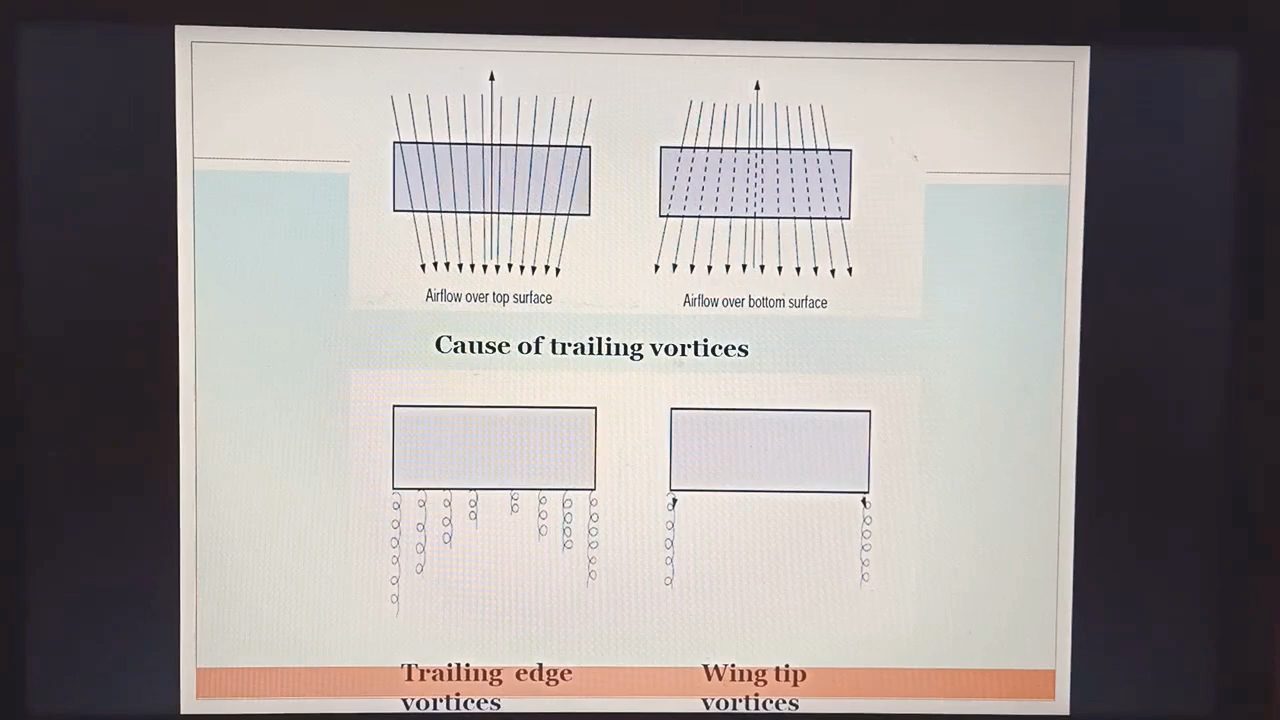 Airflow over top surface
Airflow over bottom surface
Cause of trailing vortices
Trailing edge
vortices
Wing tip
vortices